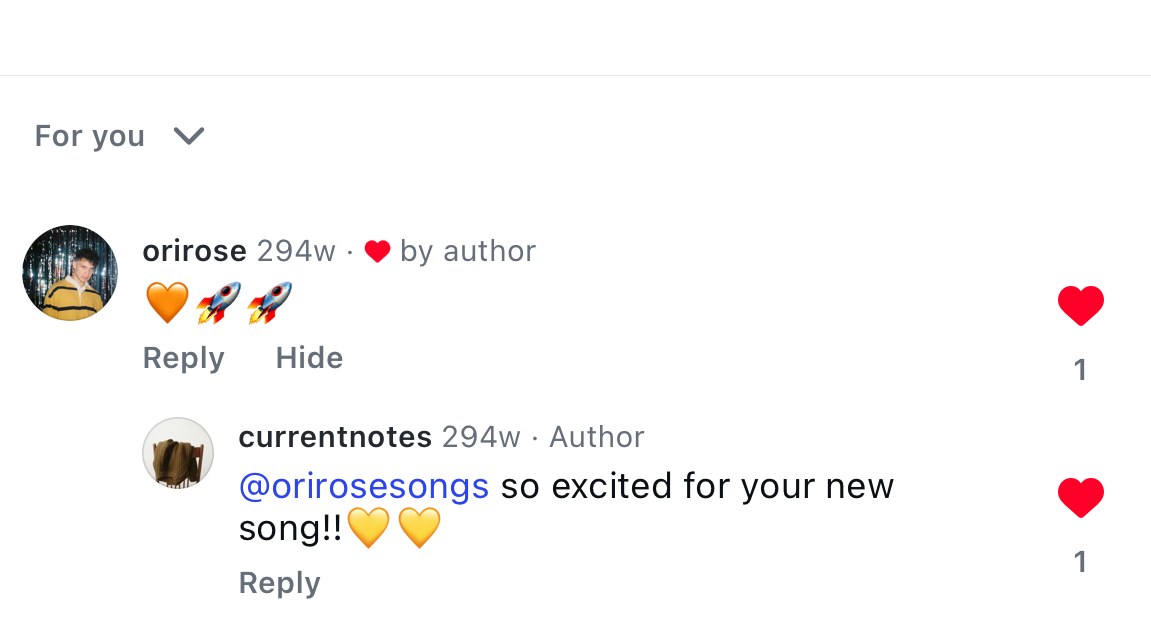 For you
orirose 294w · ❤️ by author
🧡🚀🚀
Reply Hide
1
currentnotes 294w · Author
@orirosesongs so excited for your new
song!!💛💛
1
Reply